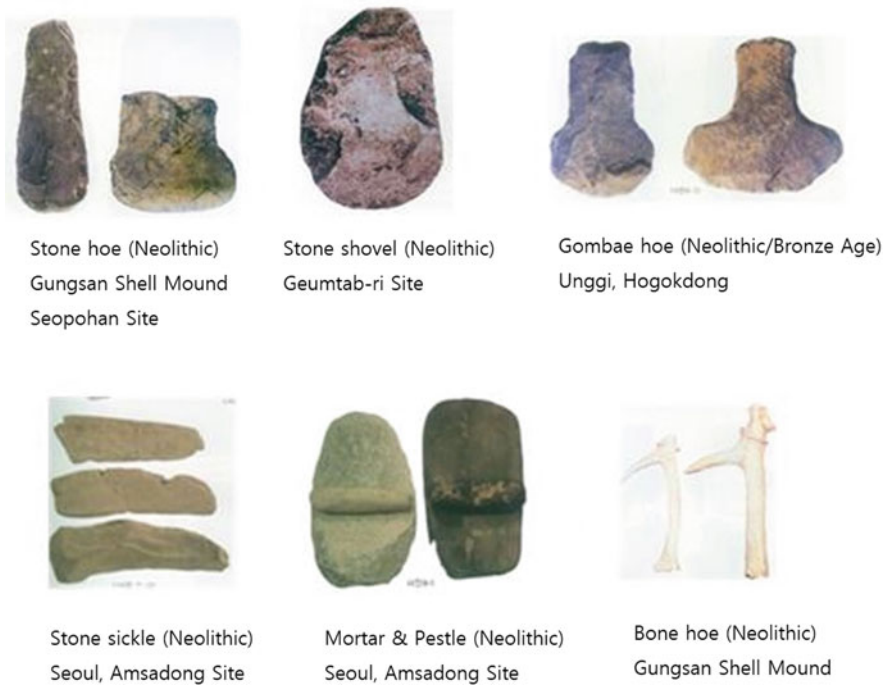 Stone hoe (Neolithic)
Gungsan Shell Mound
Seopohan Site
Stone shovel (Neolithic)
Geumtab-ri Site
Gombae hoe (Neolithic/Bronze Age)
Unggi, Hogokdong
Stone sickle (Neolithic)
Seoul, Amsadong Site
Mortar & Pestle (Neolithic)
Seoul, Amsadong Site
Bone hoe (Neolithic)
Gungsan Shell Mound